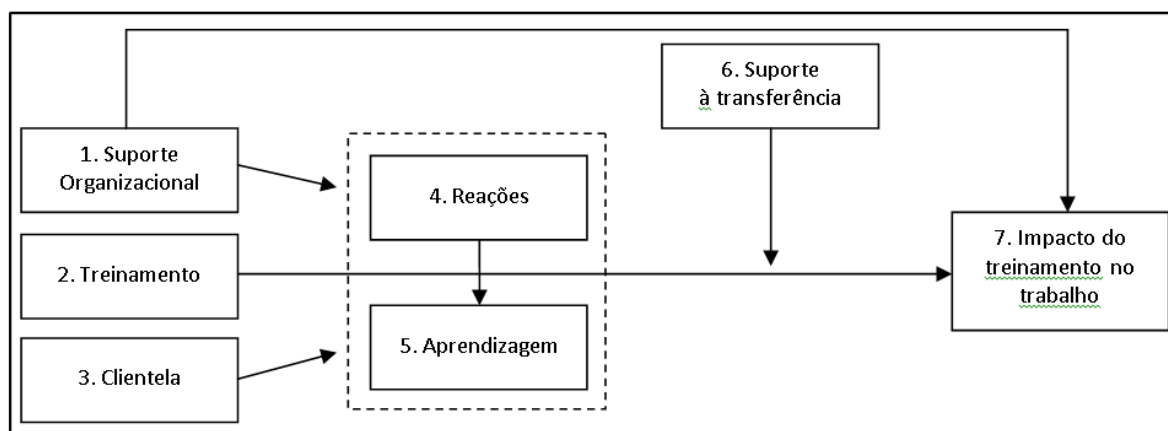 1. Suporte
Organizacional
2. Treinamento
3. Clientela
4. Reações
5. Aprendizagem
6. Suporte
à transferência
7. Impacto do
treinamento no
trabalho